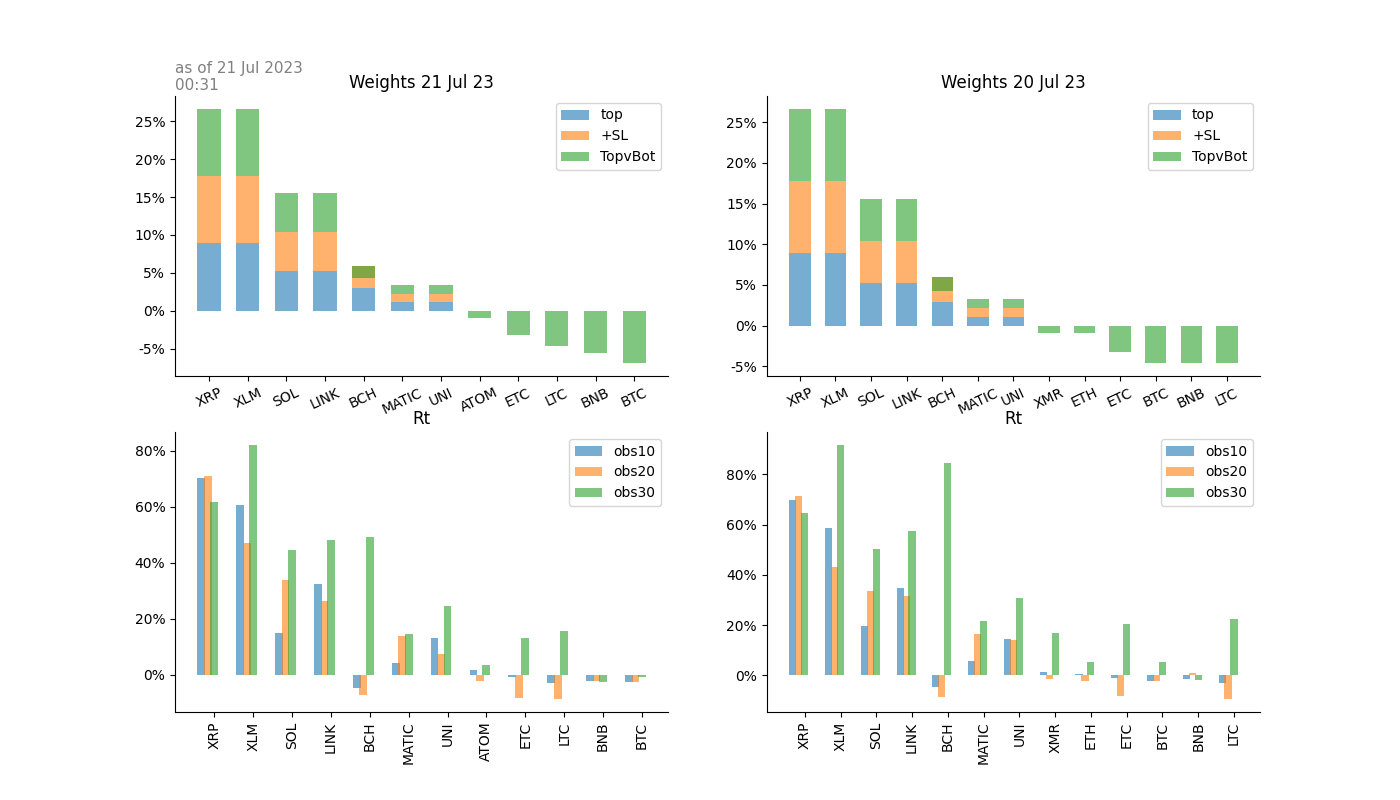 as of 21 Jul 2023
00:31
Weights 21 Jul 23
25%
20%
15%
10%
5%
0%
-5%
top
+SL
TopvBot
XRP XLM SOL LINK BCH MATIC UNI ATOM ETC LTC BNB BTC
Weights 20 Jul 23
25%
20%
15%
10%
5%
0%
-5%
top
+SL
TopvBot
XRP XLM SOL LINK BCH MATIC UNI XMR ETH ETC BTC BNB LTC
Rt
80%
60%
40%
20%
0%
obs10
obs20
obs30
XRP XLM SOL LINK BCH MATIC UNI ATOM ETC LTC BNB BTC
Rt
80%
60%
40%
20%
0%
obs10
obs20
obs30
XRP XLM SOL LINK BCH MATIC UNI XMR ETH ETC BTC BNB LTC